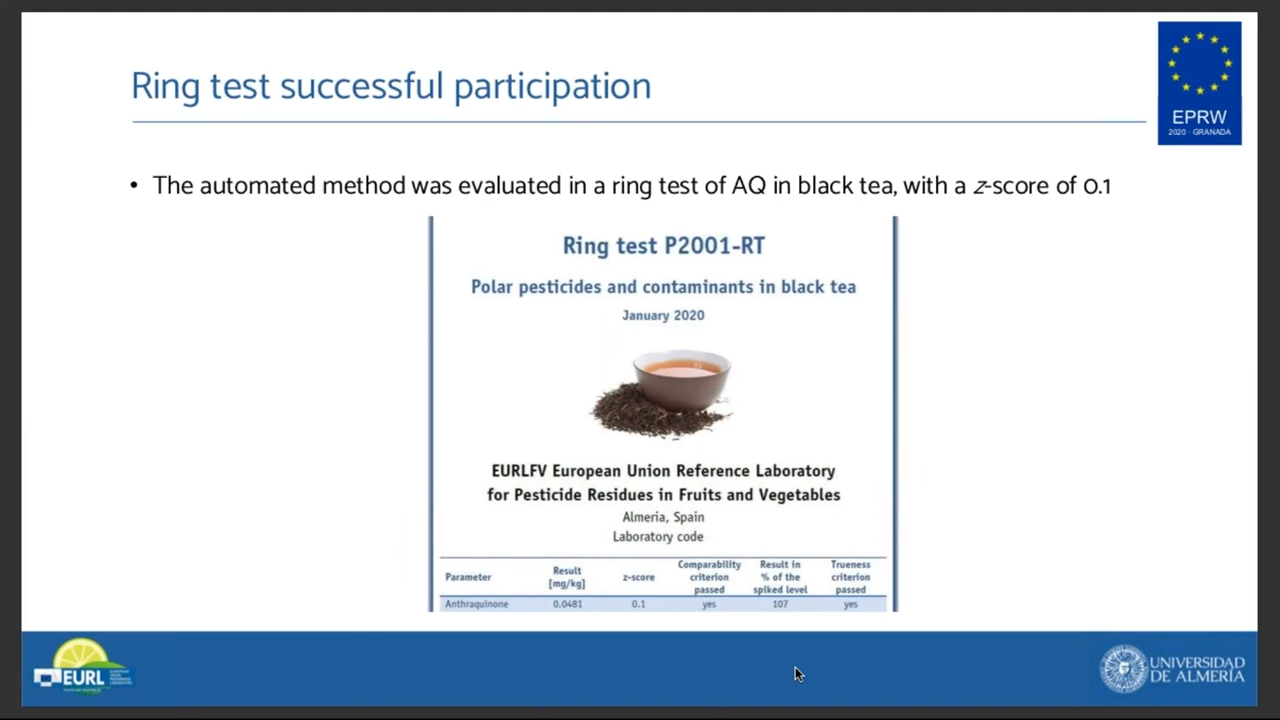 Ring test successful participation
EPRW
2020 · GRANADA
• The automated method was evaluated in a ring test of AQ in black tea, with a z-score of 0.1
Ring test P2001-RT
Polar pesticides and contaminants in black tea
January 2020
EURLFV European Union Reference Laboratory
for Pesticide Residues in Fruits and Vegetables
Almeria, Spain
Laboratory code
Parameter Result [mg/kg] z-score Comparability criterion passed Result in % of the spiked level Trueness criterion passed
Anthraquinone 0.0481 0.1 yes 107 yes
EURL
EUROPEAN
UNION
REFERENCE
LABORATORY
UNIVERSIDAD
DE ALMERÍA